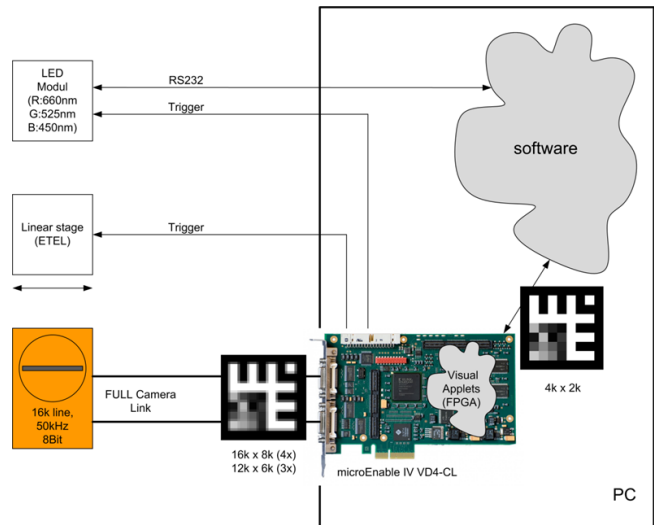 LED
Modul
(R:660nm
G:525nm
B:450nm)
RS232
Trigger
software
Linear stage
(ETEL)
Trigger
16k line,
50kHz
8Bit
FULL Camera
Link
16k x 8k (4x)
12k x 6k (3x)
Visual
Applets
(FPGA)
microEnable IV VD4-CL
4k x 2k
PC